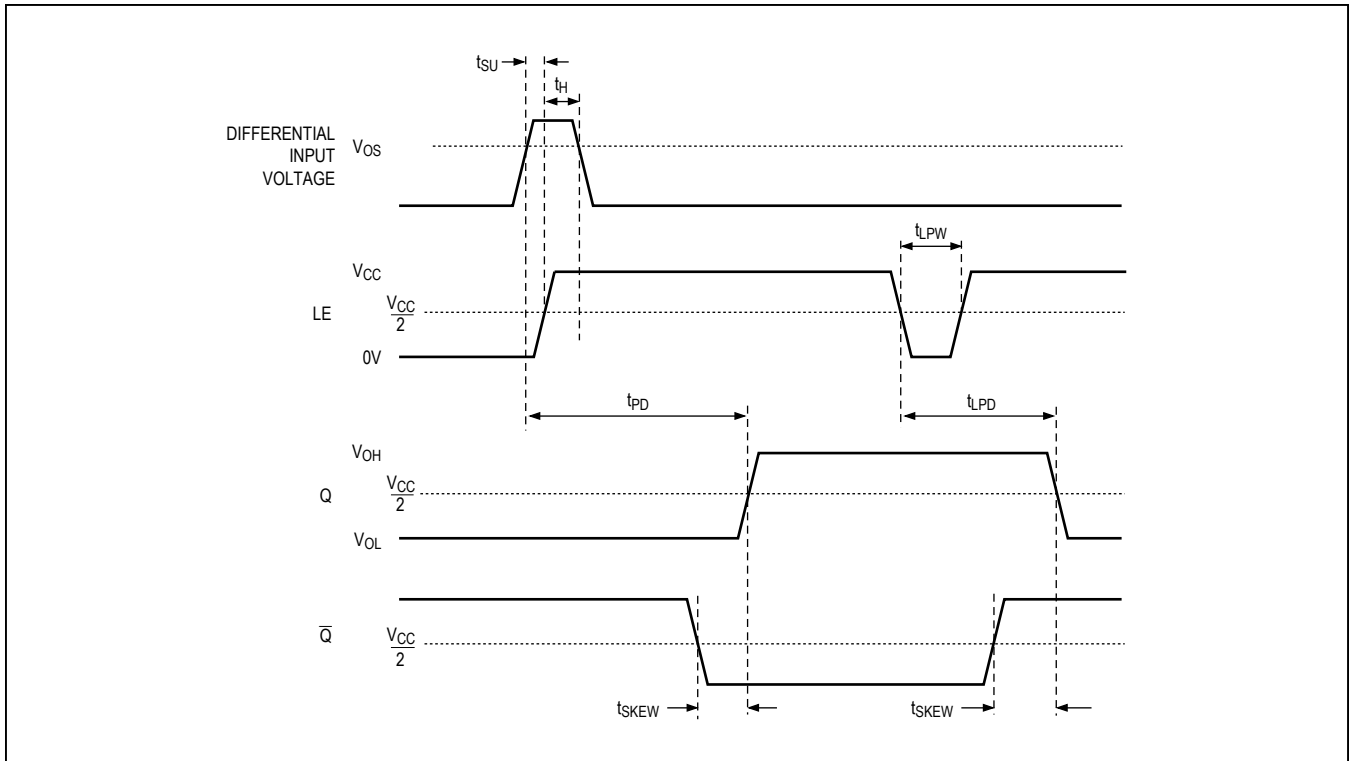 tSU
tH
DIFFERENTIAL
INPUT
VOLTAGE
VOS
tLPW
VCC
LE
VCC
2
0V
tPD
tLPD
VOH
Q
VCC
2
VOL
Q̅
VCC
2
tSKEW
tSKEW